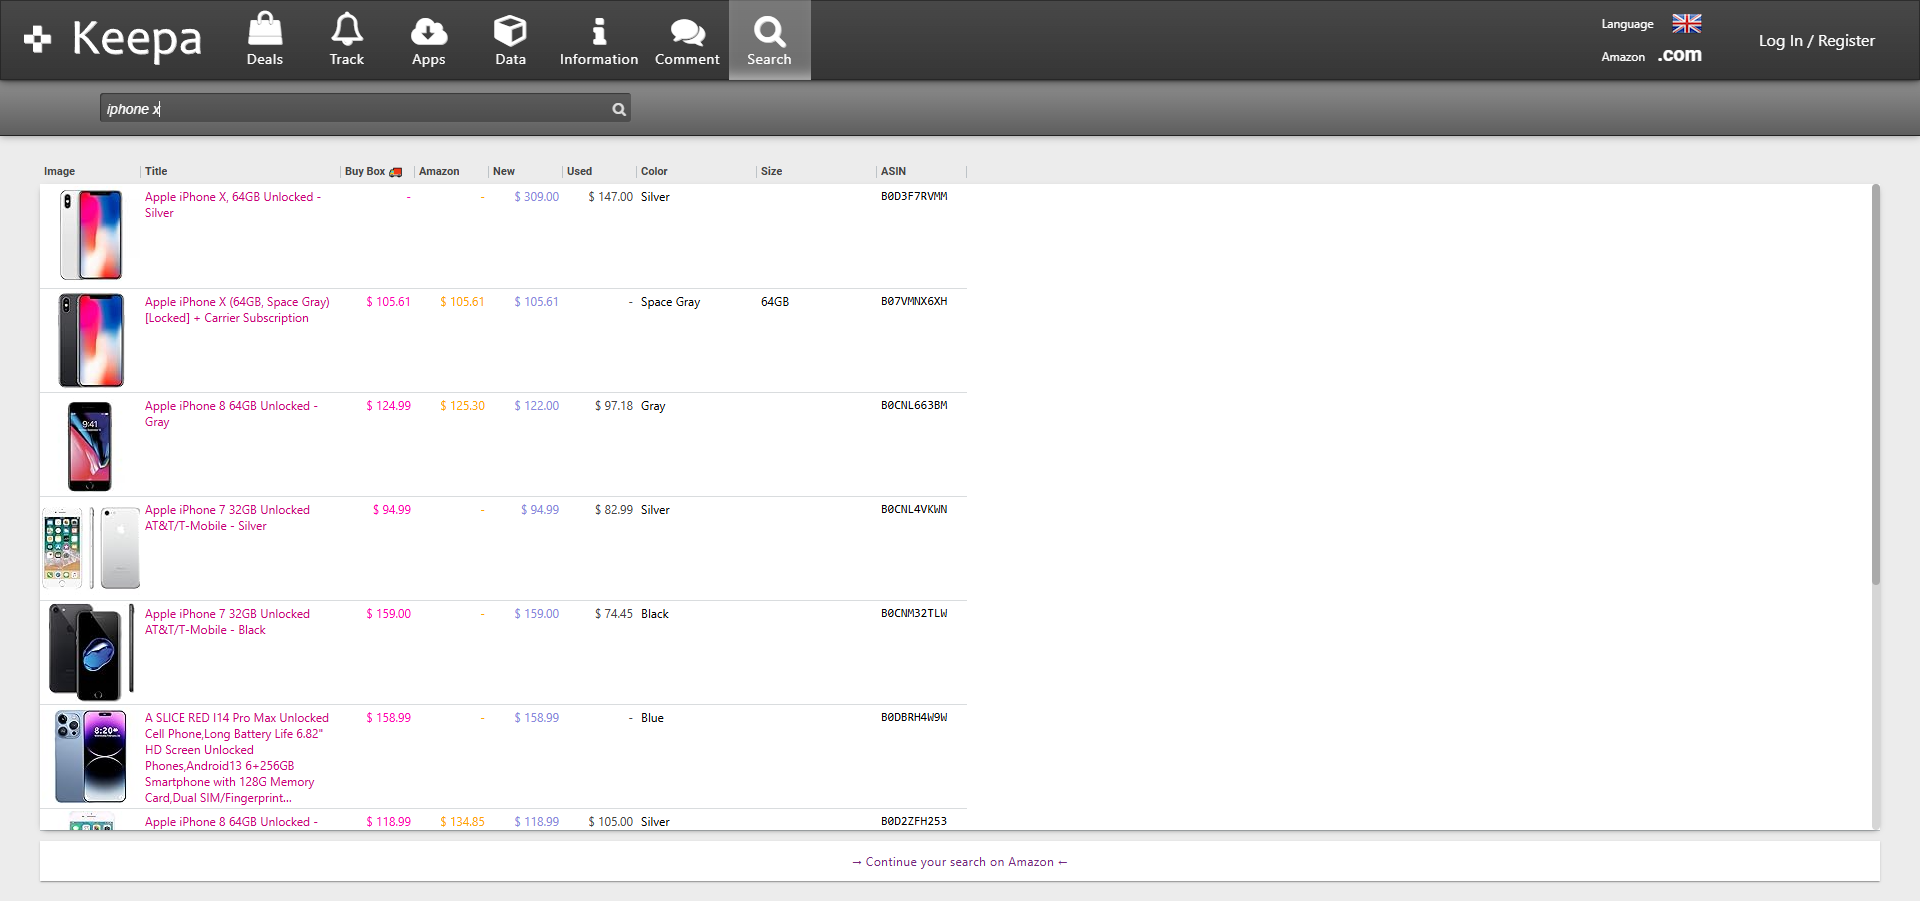 Keepa
Deals
Track
Apps
Data
Information
Comment
Search
Language
Amazon .com
Log In / Register
iphone x
Image Title Buy Box Amazon New Used Color Size ASIN
Apple iPhone X, 64GB Unlocked - - - $ 309.00 $ 147.00 Silver B0D3F7RVMM
Silver
Apple iPhone X (64GB, Space Gray) $ 105.61 $ 105.61 $ 105.61 - Space Gray 64GB B07VMNX6XH
[Locked] + Carrier Subscription
Apple iPhone 8 64GB Unlocked - $ 124.99 $ 125.30 $ 122.00 $ 97.18 Gray B0CNL663BM
Gray
9:41
Apple iPhone 7 32GB Unlocked $ 94.99 - $ 94.99 $ 82.99 Silver B0CNL4VKWN
AT&T/T-Mobile - Silver
Apple iPhone 7 32GB Unlocked $ 159.00 - $ 159.00 $ 74.45 Black B0CNM32TLW
AT&T/T-Mobile - Black
A SLICE RED I14 Pro Max Unlocked $ 158.99 - $ 158.99 - Blue B0DBRH4W9W
8:20
Cell Phone,Long Battery Life 6.82"
HD Screen Unlocked
Phones,Android13 6+256GB
Smartphone with 128G Memory
Card,Dual SIM/Fingerprint...
Apple iPhone 8 64GB Unlocked - $ 118.99 $ 134.85 $ 118.99 $ 105.00 Silver B0D2ZFH253
→ Continue your search on Amazon ←